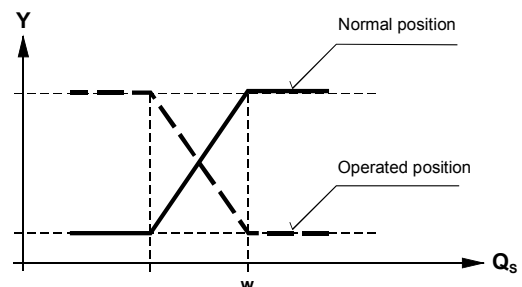 Normal position
Y
Operated position
Qs
w